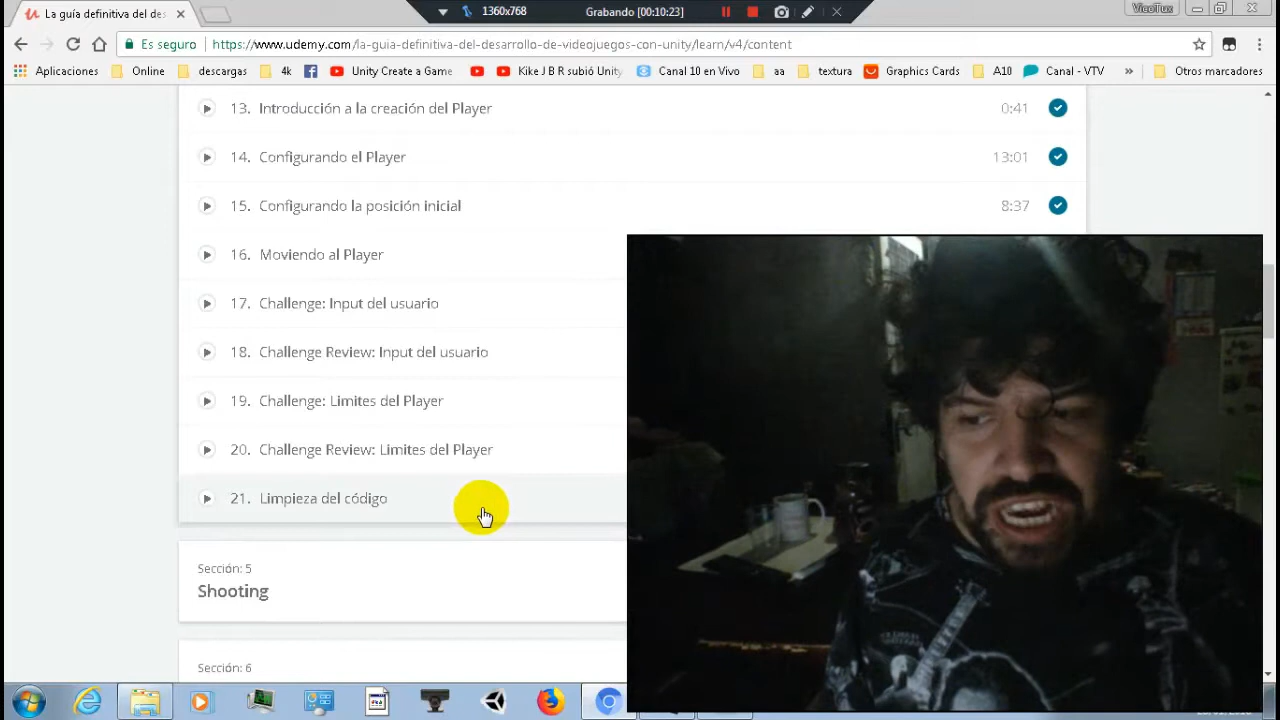 La guía definitiva del des
1360x768
Grabando [00:10:23]
VicoTux
Es seguro
https://www.udemy.com/la-guia-definitiva-del-desarrollo-de-videojuegos-con-unity/learn/v4/content
Aplicaciones
Online
descargas
4k
Unity Create a Game
Kike J B R subió Unity
Canal 10 en Vivo
aa
textura
Graphics Cards
A10
Canal - VTV
»
Otros marcadores
13. Introducción a la creación del Player
0:41
14. Configurando el Player
13:01
15. Configurando la posición inicial
8:37
16. Moviendo al Player
17. Challenge: Input del usuario
18. Challenge Review: Input del usuario
19. Challenge: Limites del Player
20. Challenge Review: Limites del Player
21. Limpieza del código
Sección: 5
Shooting
Sección: 6